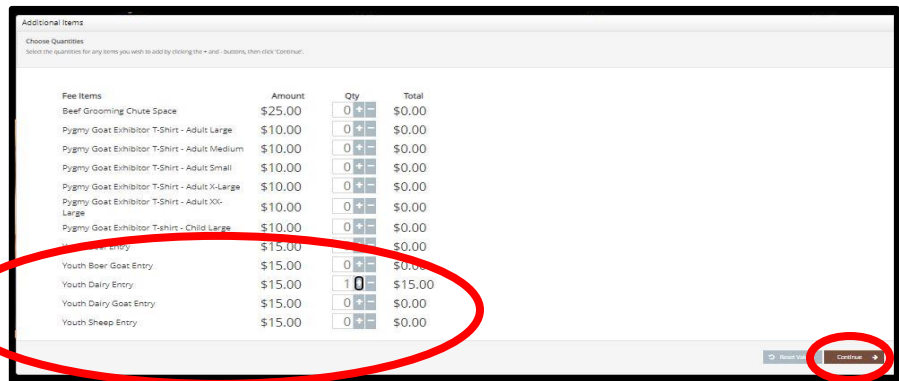 Additional Items
Choose Quantities
Select the quantities for any items you wish to add by clicking the + and - buttons, then click 'Continue'.
Fee Items Amount Qty Total
Beef Grooming Chute Space $25.00 0 + - $0.00
Pygmy Goat Exhibitor T-Shirt - Adult Large $10.00 0 + - $0.00
Pygmy Goat Exhibitor T-Shirt - Adult Medium $10.00 0 + - $0.00
Pygmy Goat Exhibitor T-Shirt - Adult Small $10.00 0 + - $0.00
Pygmy Goat Exhibitor T-Shirt - Adult X-Large $10.00 0 + - $0.00
Pygmy Goat Exhibitor T-Shirt - Adult XX-
Large $10.00 0 + - $0.00
Pygmy Goat Exhibitor T-shirt - Child Large $10.00 0 + - $0.00
Entry $15.00 + - $0.00
Youth Boer Goat Entry $15.00 0 + - $0.00
Youth Dairy Entry $15.00 1 + - $15.00
Youth Dairy Goat Entry $15.00 0 + - $0.00
Youth Sheep Entry $15.00 0 + - $0.00
Reset Continue